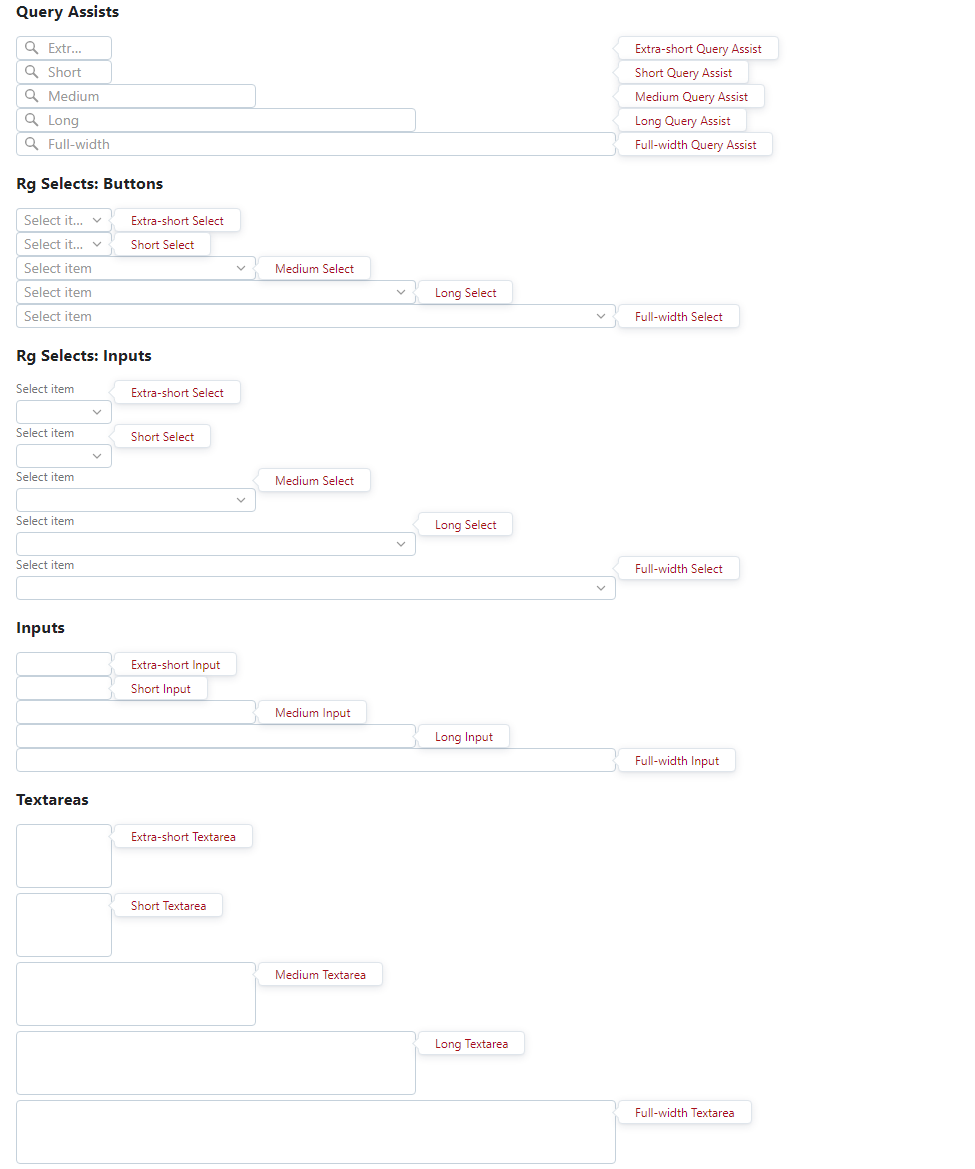 Query Assists
Extr... Extra-short Query Assist
Short Short Query Assist
Medium Medium Query Assist
Long Long Query Assist
Full-width Full-width Query Assist
Rg Selects: Buttons
Select it... Extra-short Select
Select it... Short Select
Select item Medium Select
Select item Long Select
Select item Full-width Select
Rg Selects: Inputs
Select item Extra-short Select
Select item Short Select
Select item Medium Select
Select item Long Select
Select item Full-width Select
Inputs
Extra-short Input
Short Input
Medium Input
Long Input
Full-width Input
Textareas
Extra-short Textarea
Short Textarea
Medium Textarea
Long Textarea
Full-width Textarea